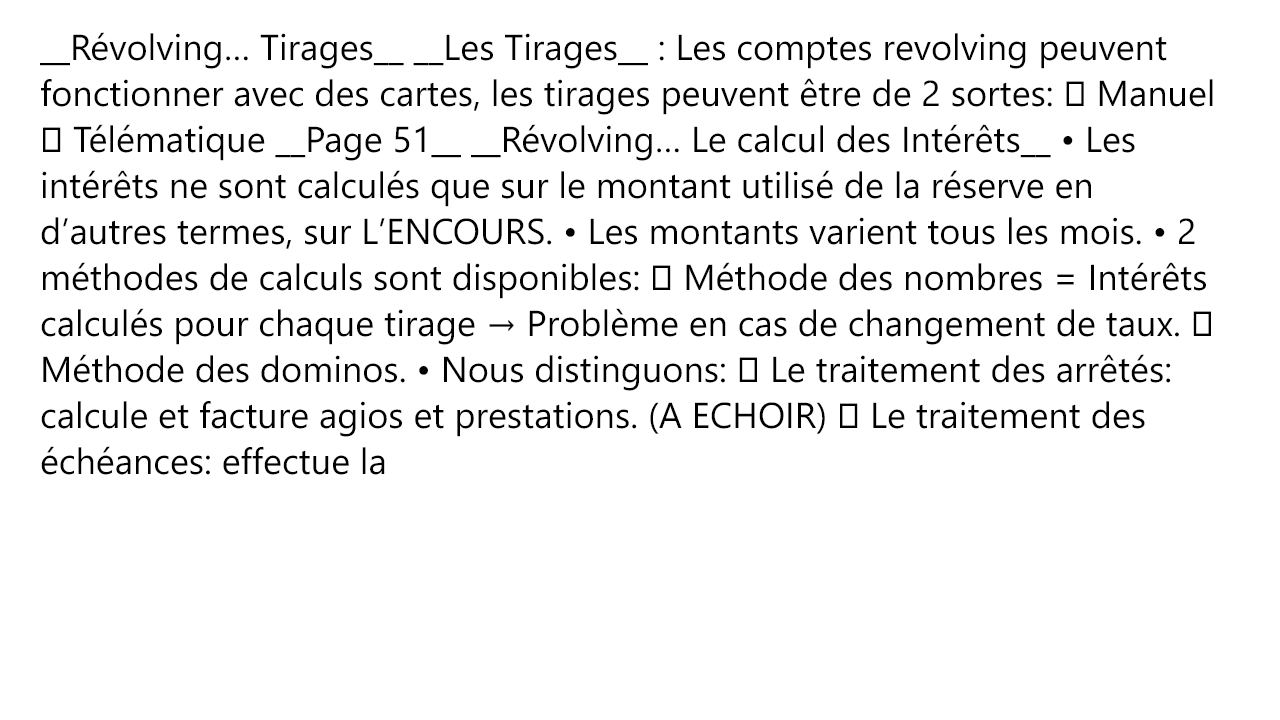 __Révolving... Tirages__ __Les Tirages__ : Les comptes revolving peuvent
fonctionner avec des cartes, les tirages peuvent être de 2 sortes: □ Manuel
□ Télématique __Page 51__ __Révolving... Le calcul des Intérêts__ • Les
intérêts ne sont calculés que sur le montant utilisé de la réserve en
d’autres termes, sur L’ENCOURS. • Les montants varient tous les mois. • 2
méthodes de calculs sont disponibles: □ Méthode des nombres = Intérêts
calculés pour chaque tirage → Problème en cas de changement de taux. □
Méthode des dominos. • Nous distinguons: □ Le traitement des arrêtés:
calcule et facture agios et prestations. (A ECHOIR) □ Le traitement des
échéances: effectue la